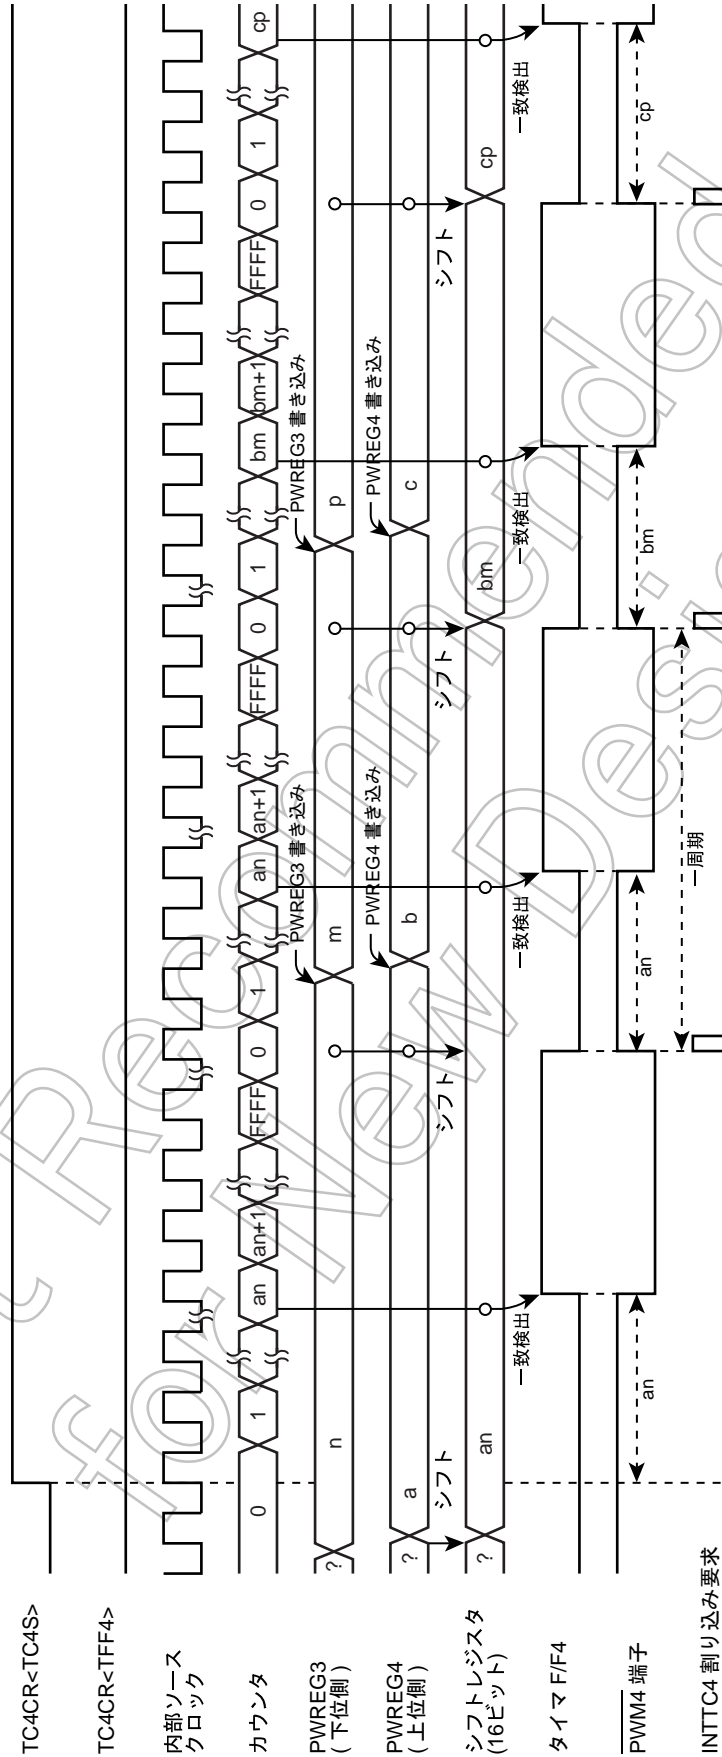 TC4CR<TC4S>
TC4CR<TFF4>
内部ソース
クロック
カウンタ
0 1 an an+1 FFFF 0 1 an an+1 FFFF 0 1 bm bm+1 FFFF 0 1 cp
PWREG3 書き込み
PWREG3 書き込み
PWREG3
(下位側)
? n m p
PWREG4 書き込み
PWREG4 書き込み
PWREG4
(上位側)
? a b c
シフト シフト シフト シフト
シフトレジスタ
(16ビット)
? an bm cp
一致検出 一致検出 一致検出 一致検出
タイマ F/F4
PWM4 端子
an an bm cp
一周期
INTTC4 割り込み要求
t Recommended
for New Desi